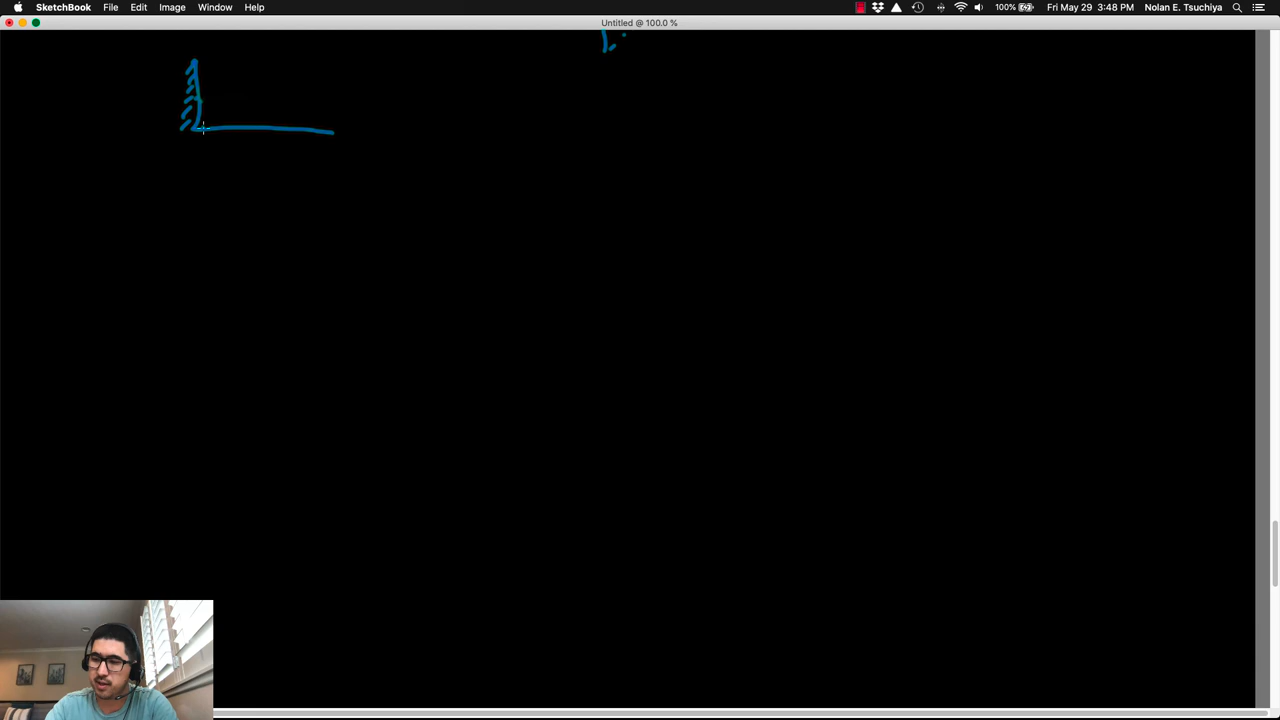 SketchBook File Edit Image Window Help 100% Fri May 29 3:48 PM Nolan E. Tsuchiya
Untitled @ 100.0 %